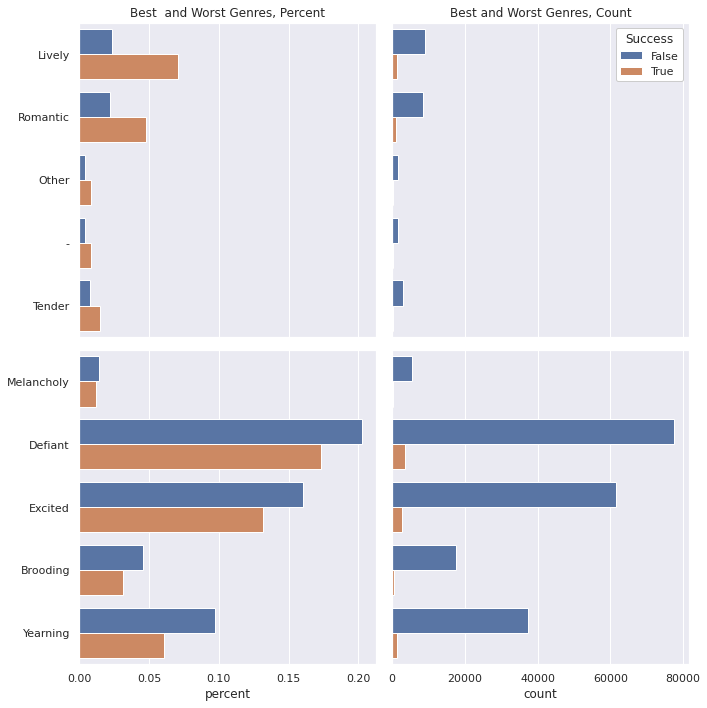 Best  and Worst Genres, Percent
Best and Worst Genres, Count
Success
False
True
Lively
Romantic
Other
-
Tender
Melancholy
Defiant
Excited
Brooding
Yearning
0.00 0.05 0.10 0.15 0.20
0 20000 40000 60000 80000
percent
count